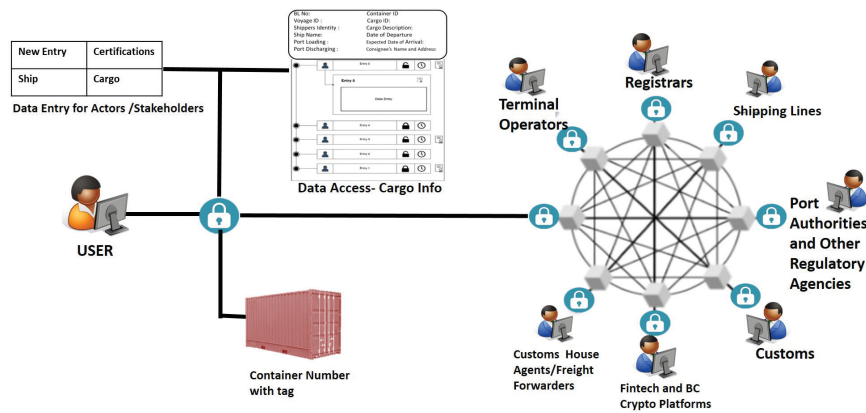 BL No: Container ID
Voyage ID : Cargo ID:
Shippers Identity : Cargo Description:
Ship Name: Date of Departure
Port Loading : Expected Date of Arrival:
Port Discharging : Consignee's Name and Address:
New Entry Certifications
Ship Cargo
Data Entry for Actors /Stakeholders
Entry 6
Data Entry
Data Access- Cargo Info
USER
Container Number
with tag
Terminal
Operators
Registrars
Shipping Lines
Port
Authorities
and Other
Regulatory
Agencies
Customs
Fintech and BC
Crypto Platforms
Customs House
Agents/Freight
Forwarders